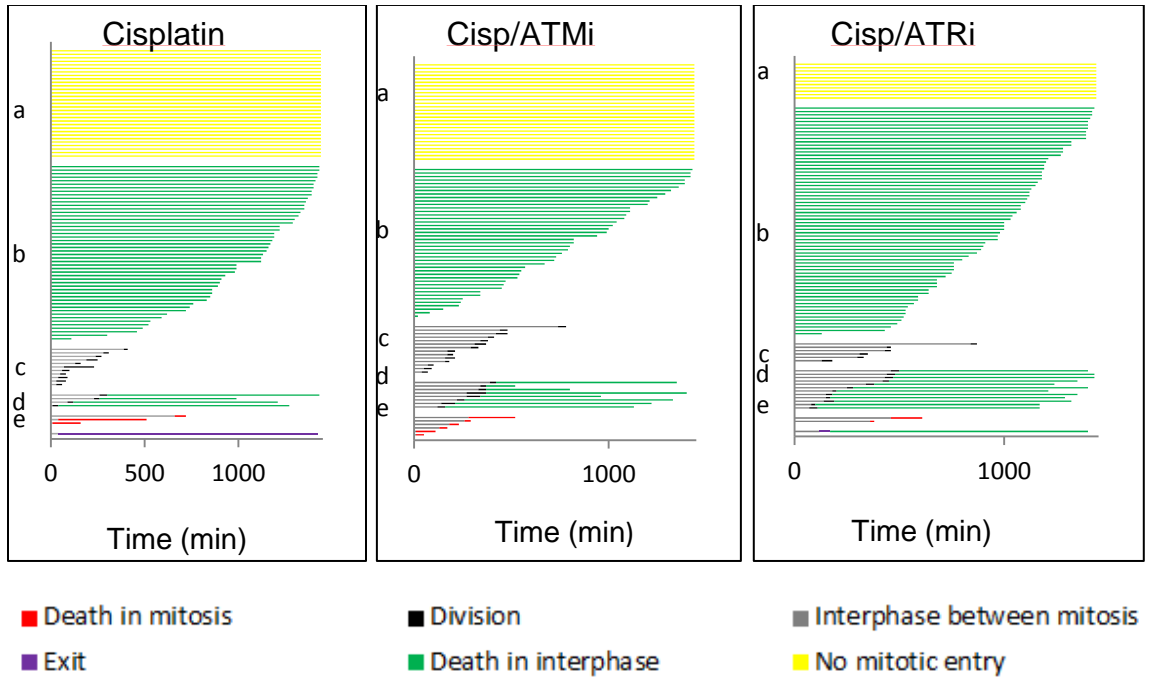 Cisplatin
a
b
c
d
e
0 500 1000
Time (min)
Cisp/ATMi
a
b
c
d
e
0 1000
Time (min)
Cisp/ATRi
a
b
c
d
e
0 1000
Time (min)
Death in mitosis
Division
Interphase between mitosis
Exit
Death in interphase
No mitotic entry